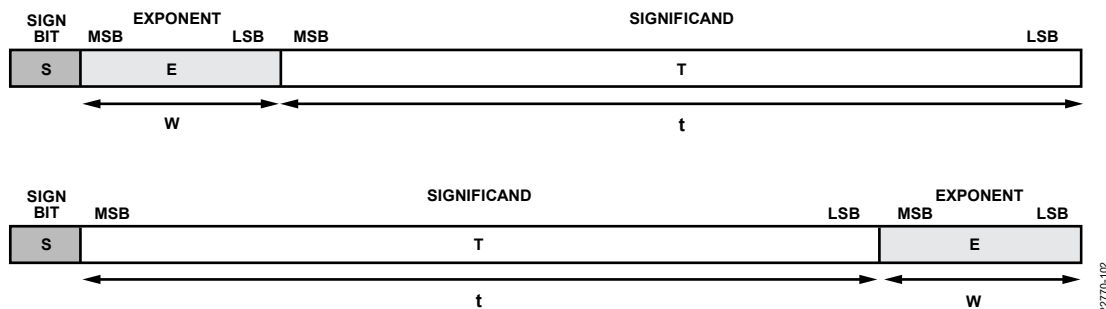 SIGN EXPONENT SIGNIFICAND
BIT MSB LSB MSB LSB
S E T
W t
SIGN SIGNIFICAND EXPONENT
BIT MSB LSB MSB LSB
S T E
t W